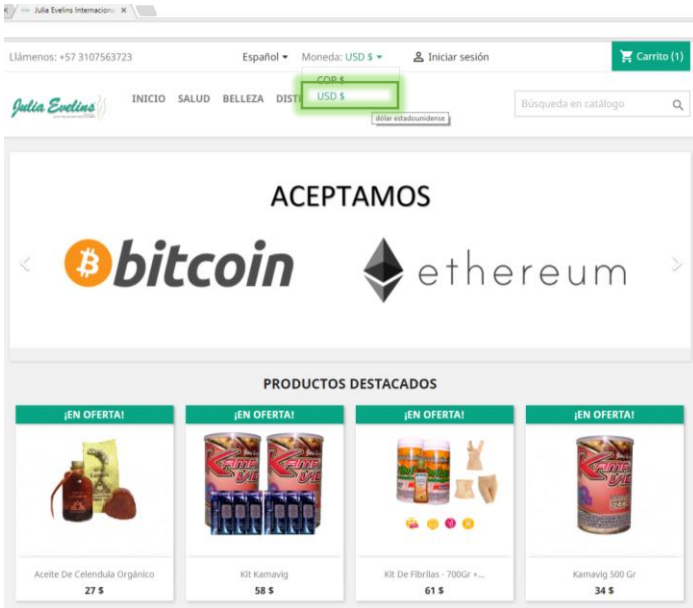 Julia Evelins Internaciona X
Llámenos: +57 3107563723 Español Moneda: USD $ Iniciar sesión Carrito (1)
COP $
USD $
dólar estadounidense
Julia Evelins
INICIO SALUD BELLEZA DIST
Búsqueda en catálogo
ACEPTAMOS
bitcoin
ethereum
PRODUCTOS DESTACADOS
¡EN OFERTA! ¡EN OFERTA! ¡EN OFERTA! ¡EN OFERTA!
Aceite De Celendula Orgánico Kit Kamavig Kit De Fibrilas - 700Gr +... Kamavig 500 Gr
27 $ 58 $ 61 $ 34 $